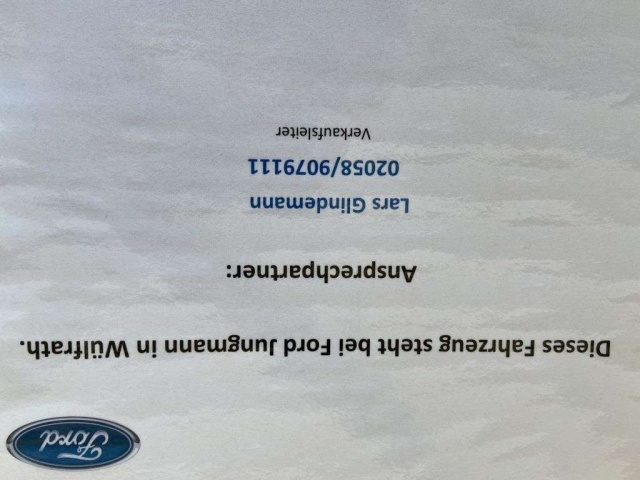 Ford
Dieses Fahrzeug steht bei Ford Jungmann in Wülfrath.
Ansprechpartner:
Lars Glindemann
02058/9079111
Verkaufsleiter